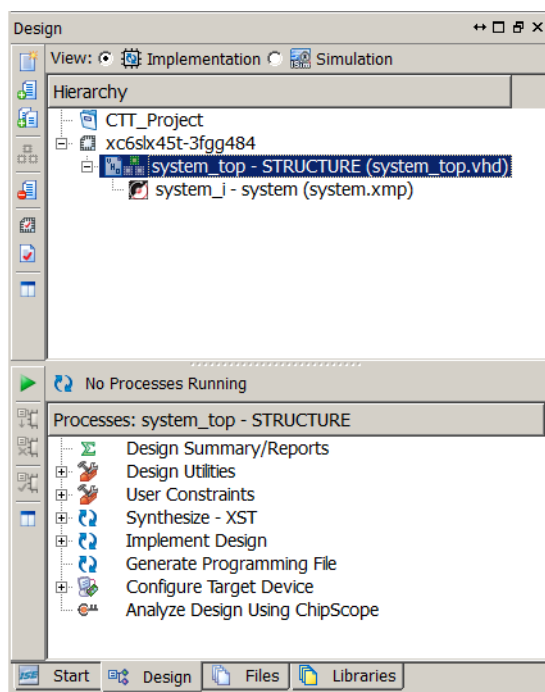 Design
View: Implementation Simulation
Hierarchy
CTT_Project
xc6slx45t-3fgg484
system_top - STRUCTURE (system_top.vhd)
system_i - system (system.xmp)
No Processes Running
Processes: system_top - STRUCTURE
Design Summary/Reports
Design Utilities
User Constraints
Synthesize - XST
Implement Design
Generate Programming File
Configure Target Device
Analyze Design Using ChipScope
Start Design Files Libraries